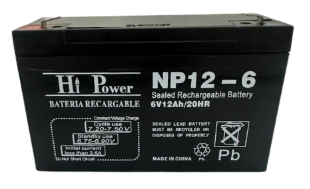 Hi Power
BATERIA RECARGABLE
Constant Voltage Charge
Cycle use
7.20-7.50V
Standby use
6.75-6.90V
Initial current
less than 3.6A
Do Not Short Circuit
NP12-6
Sealed Rechargeable Battery
6V12Ah/20HR
SEALED LEAD BATTERY
MUST BE RECYCLED OR
DISPOSED OF PROPERLY
MADE IN CHINA
Pb
Pb